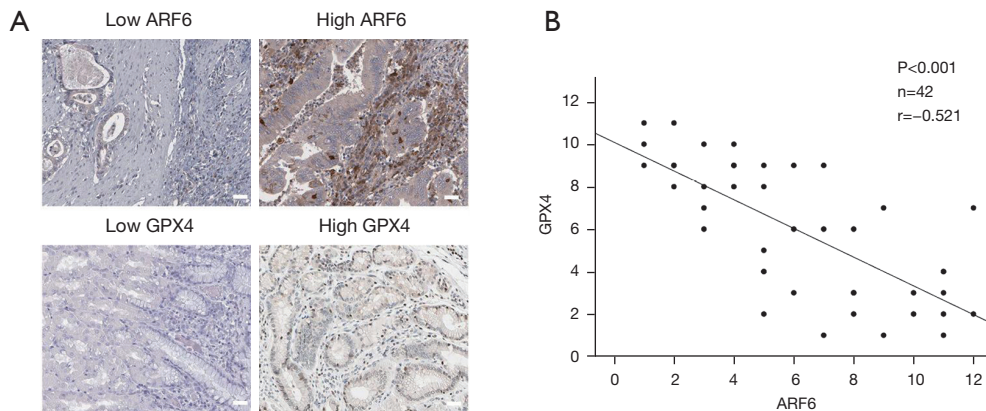 A
Low ARF6
High ARF6
Low GPX4
High GPX4
B
P<0.001
n=42
r=−0.521
12
10
8
6
4
2
0
GPX4
0 2 4 6 8 10 12
ARF6